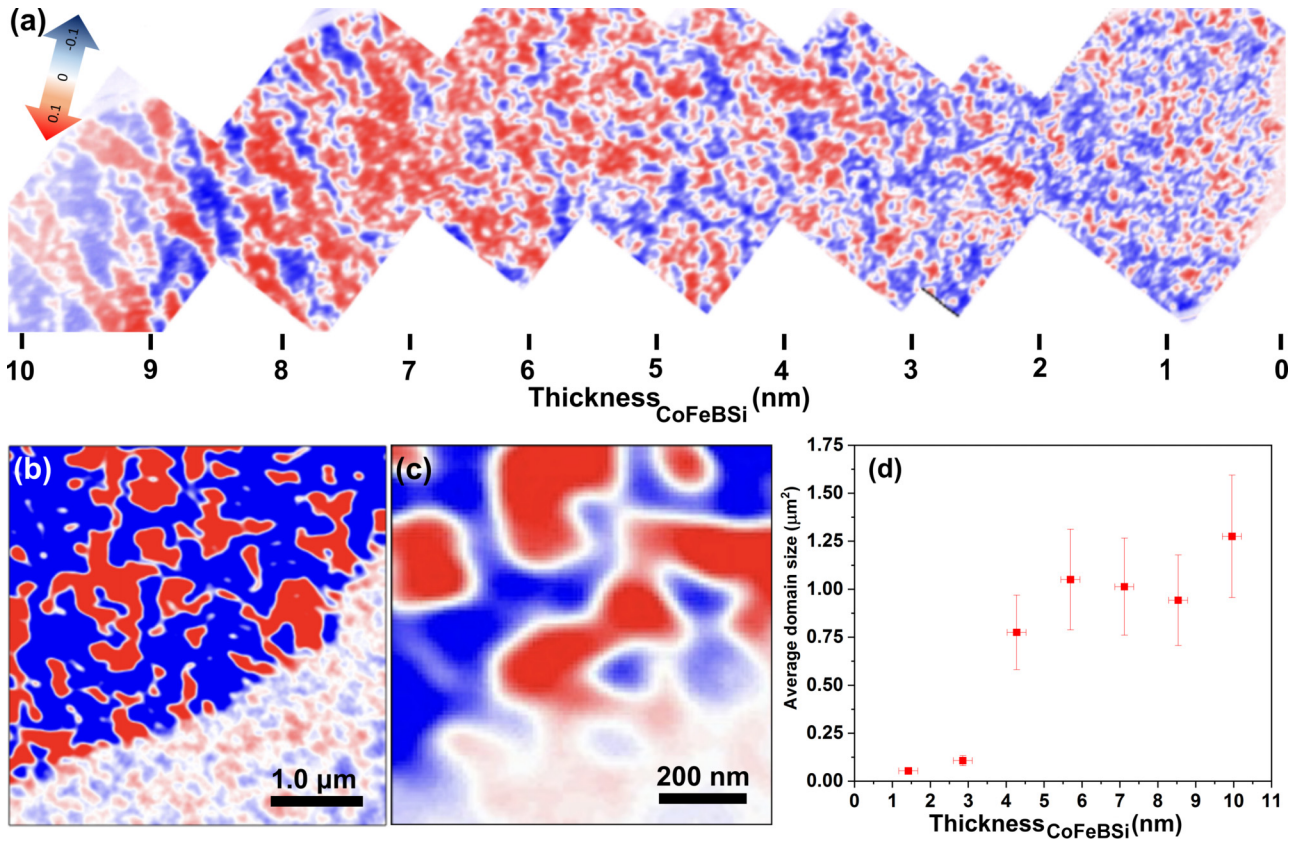 (a)
-0.1
0
0.1
10 9 8 7 6 5 4 3 2 1 0
Thickness CoFeBSi (nm)
(b)
1.0 μm
(c)
200 nm
(d)
Average domain size (μm²)
1.75
1.50
1.25
1.00
0.75
0.50
0.25
0.00
0 1 2 3 4 5 6 7 8 9 10 11
Thickness CoFeBSi (nm)